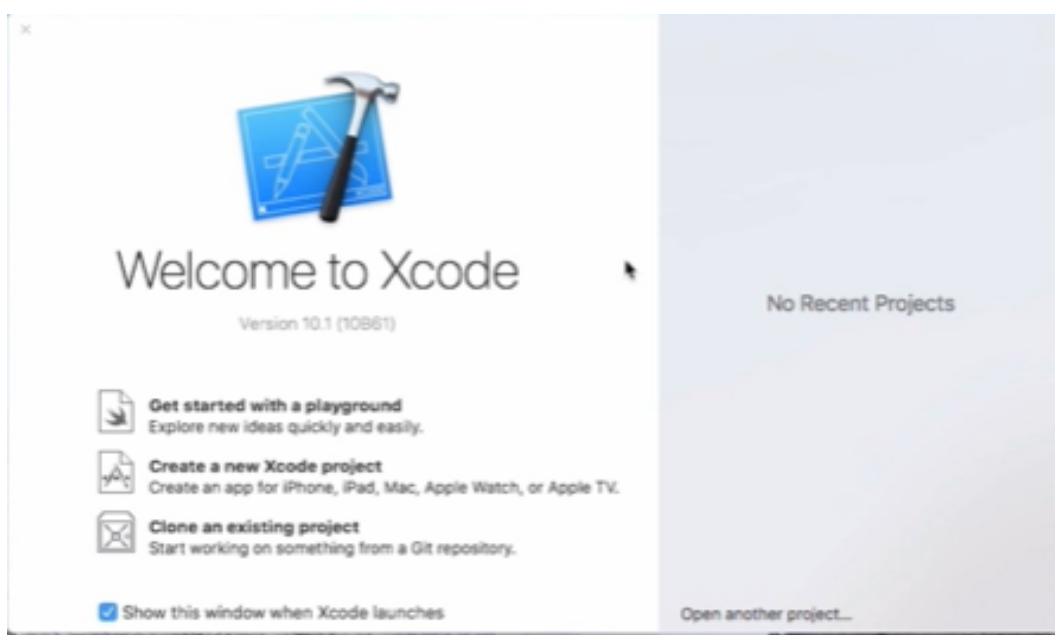 Welcome to Xcode
Version 10.1 (10B61)
Get started with a playground
Explore new ideas quickly and easily.
Create a new Xcode project
Create an app for iPhone, iPad, Mac, Apple Watch, or Apple TV.
Clone an existing project
Start working on something from a Git repository.
Show this window when Xcode launches
No Recent Projects
Open another project...